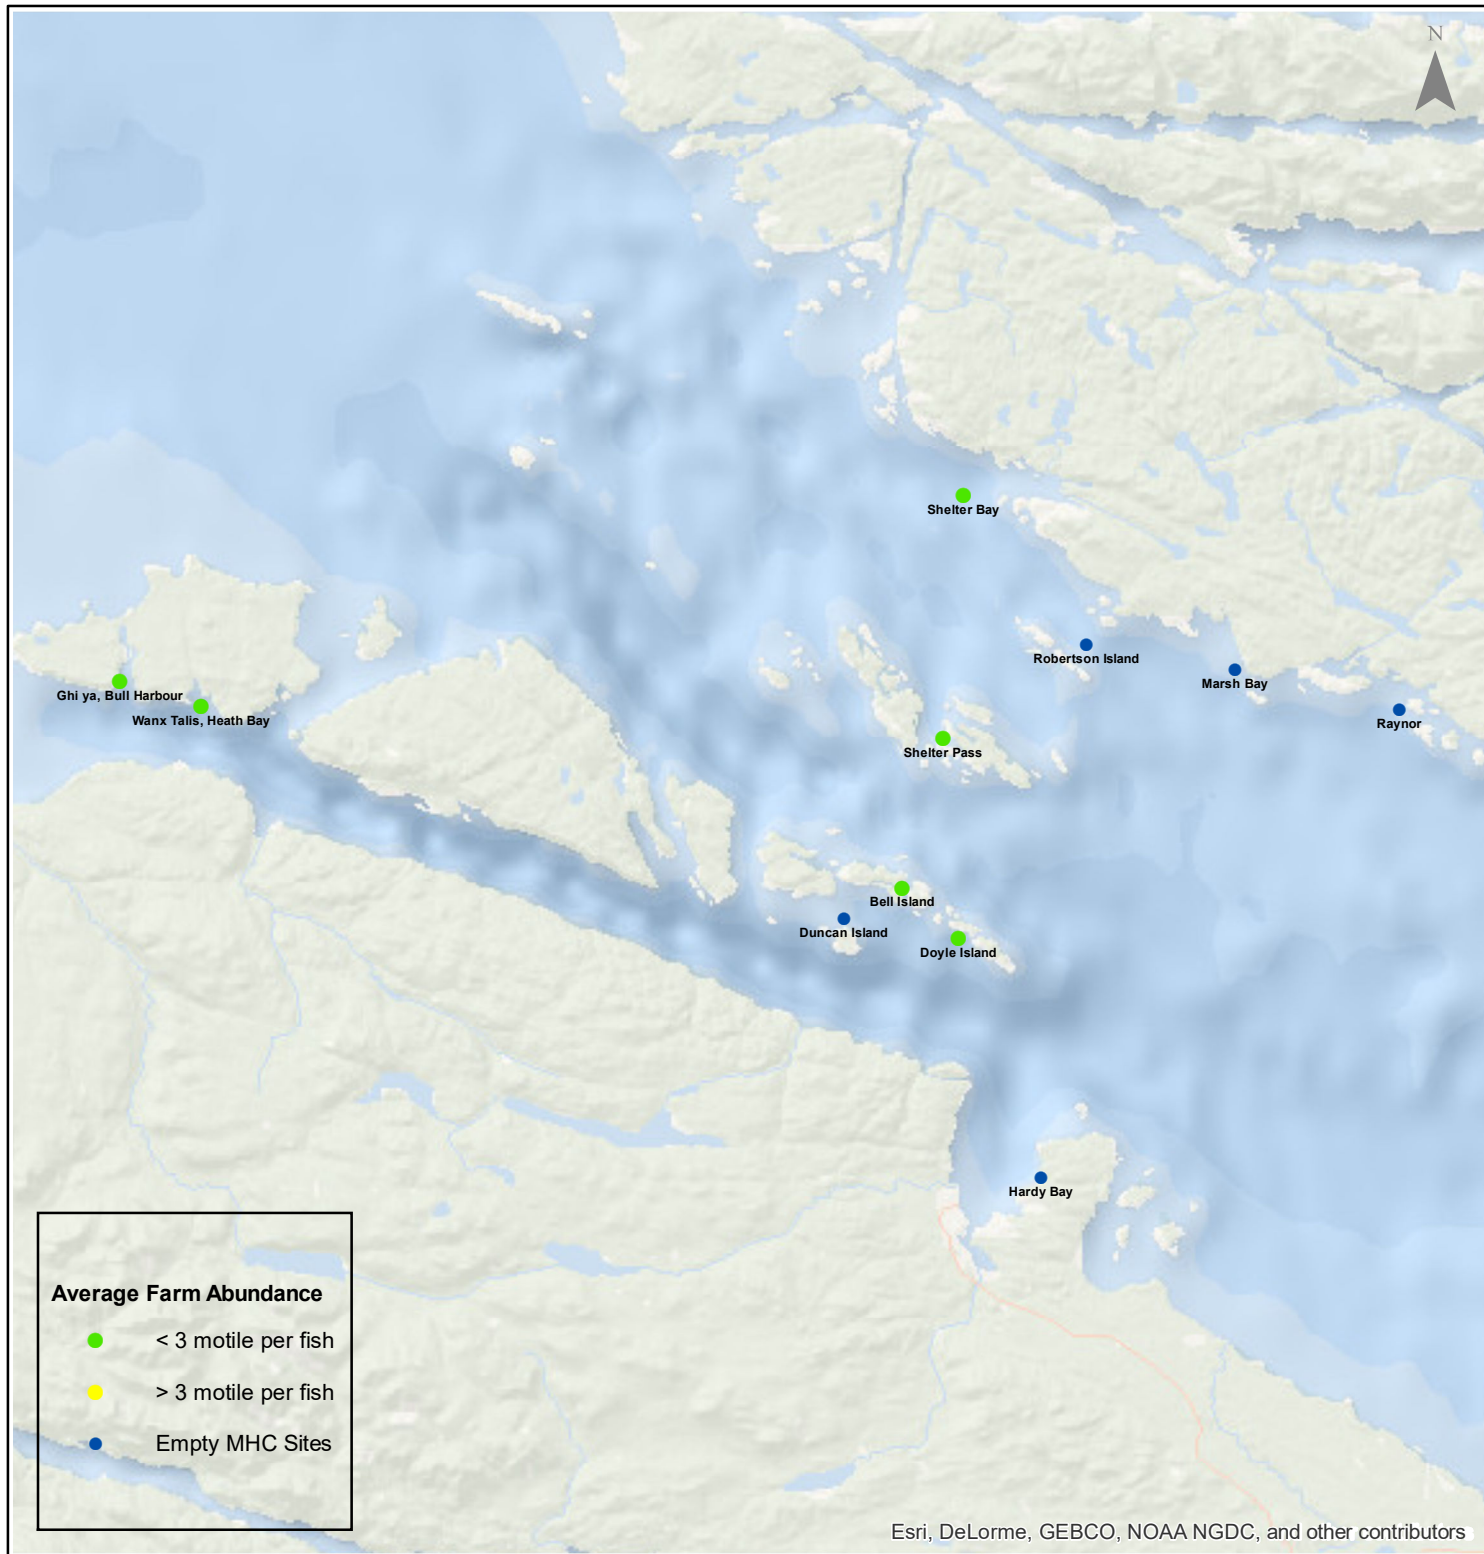 N
Shelter Bay
Robertson Island
Marsh Bay
Ghi ya, Bull Harbour
Wanx Talis, Heath Bay
Raynor
Shelter Pass
Bell Island
Duncan Island
Doyle Island
Hardy Bay
Average Farm Abundance
< 3 motile per fish
> 3 motile per fish
Empty MHC Sites
Esri, DeLorme, GEBCO, NOAA NGDC, and other contributors